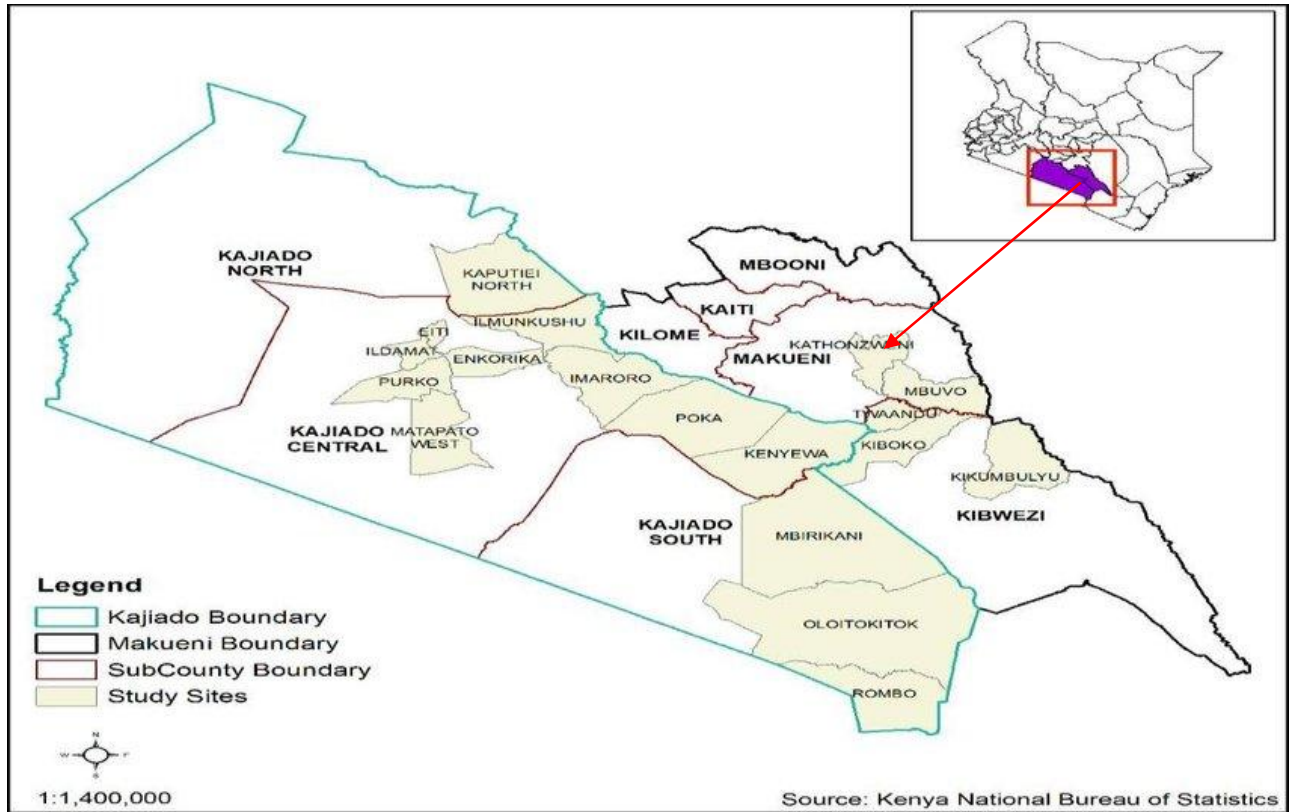 KAJIADO
NORTH
KAPUTIEI
NORTH
MBOONI
KAITI
KILOME
ILMUNKUSHU
EITI
ILDAMAT
ENKORIKA
PURKO
IMARORO
MAKUENI
KATHONZWENI
MBUVO
KAJIADO
CENTRAL
MATAPATO
WEST
POKA
TWAANDU
KIBOKO
KENYEWA
KIKUMBULYU
KIBWEZI
KAJIADO
SOUTH
MBIRIKANI
OLOITOKITOK
ROMBO
Legend
Kajiado Boundary
Makueni Boundary
SubCounty Boundary
Study Sites
N
W
S
1:1,400,000
Source: Kenya National Bureau of Statistics